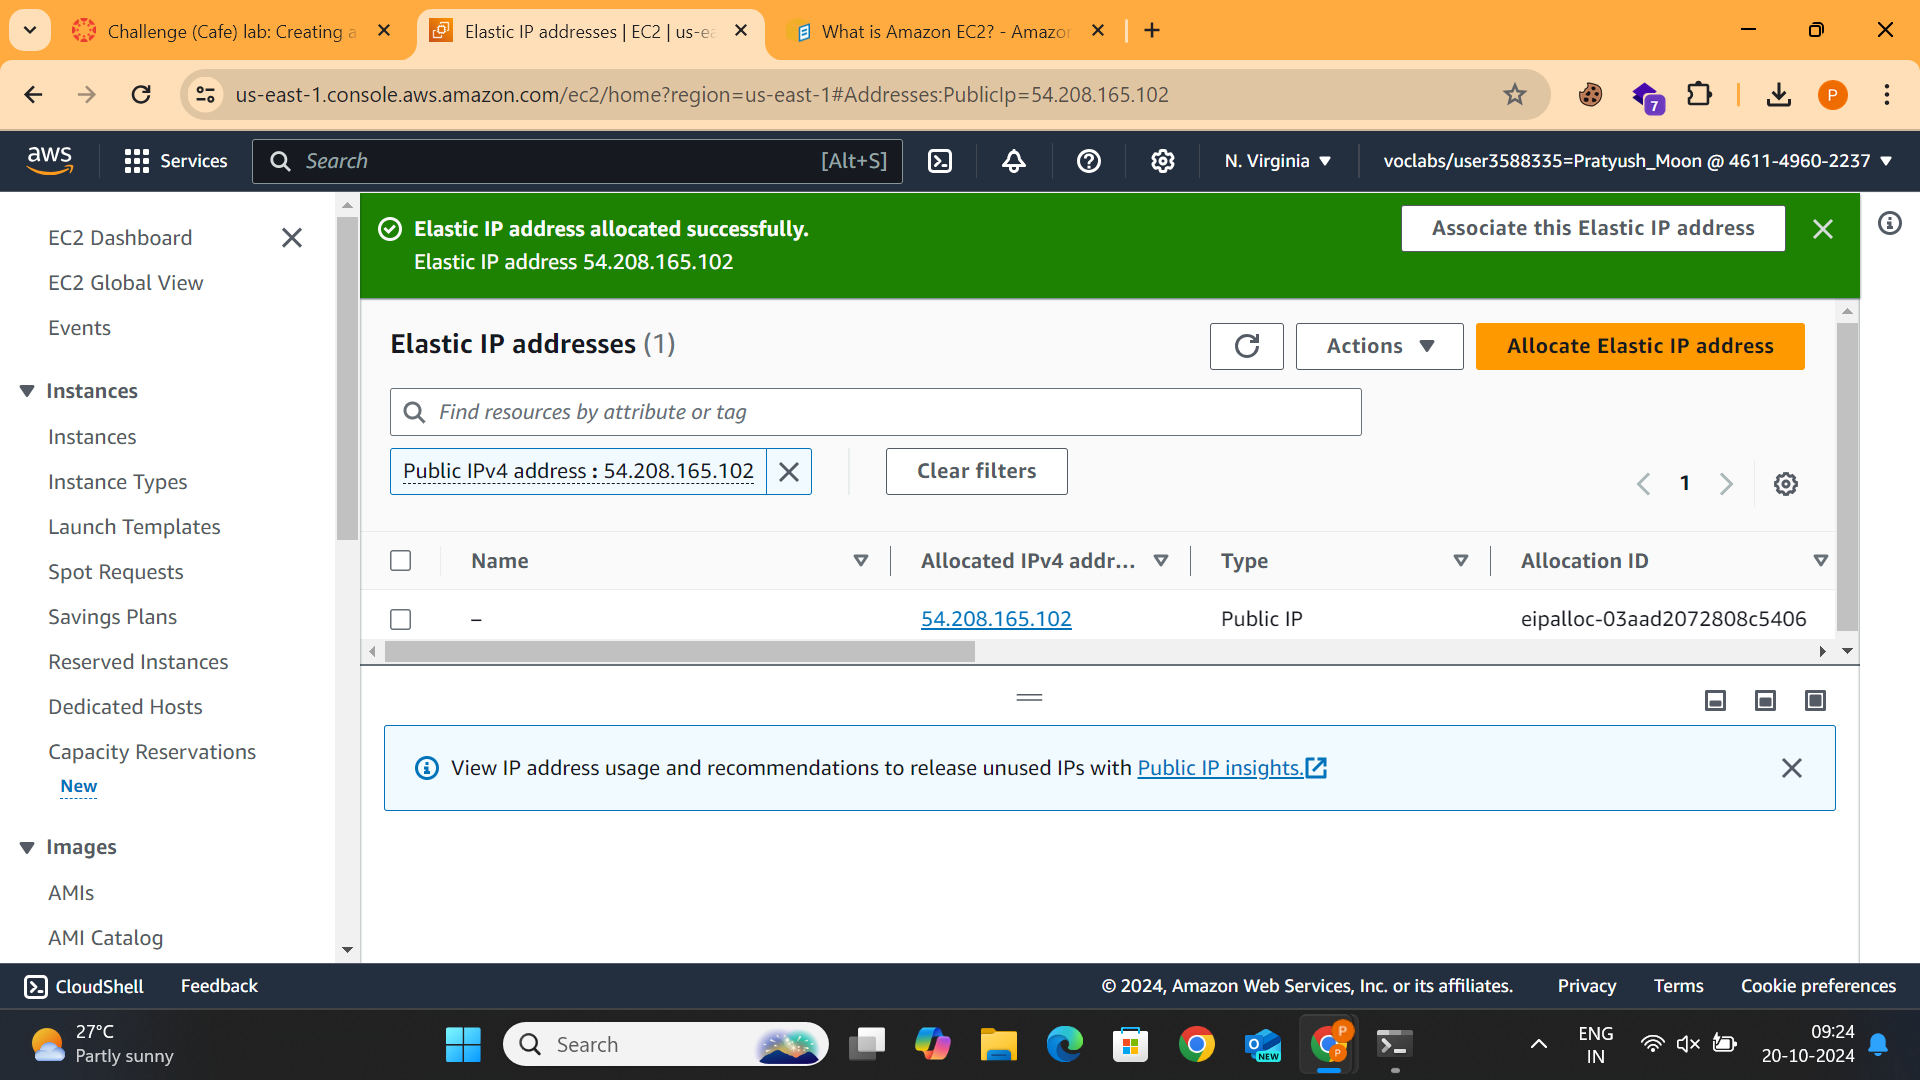 Challenge (Cafe) lab: Creating a
Elastic IP addresses | EC2 | us-ea
What is Amazon EC2? - Amazon
us-east-1.console.aws.amazon.com/ec2/home?region=us-east-1#Addresses:PublicIp=54.208.165.102
7
P
aws
Services
Search
[Alt+S]
N. Virginia
voclabs/user3588335=Pratyush_Moon @ 4611-4960-2237
EC2 Dashboard
EC2 Global View
Events
Instances
Instances
Instance Types
Launch Templates
Spot Requests
Savings Plans
Reserved Instances
Dedicated Hosts
Capacity Reservations
New
Images
AMIs
AMI Catalog
Elastic IP address allocated successfully.
Elastic IP address 54.208.165.102
Associate this Elastic IP address
Elastic IP addresses (1)
Actions
Allocate Elastic IP address
Find resources by attribute or tag
Public IPv4 address : 54.208.165.102
Clear filters
1
Name
Allocated IPv4 addr...
Type
Allocation ID
–
54.208.165.102
Public IP
eipalloc-03aad2072808c5406
View IP address usage and recommendations to release unused IPs with Public IP insights.
CloudShell
Feedback
© 2024, Amazon Web Services, Inc. or its affiliates.
Privacy
Terms
Cookie preferences
27°C
Partly sunny
Search
NEW
P
P
ENG
IN
09:24
20-10-2024